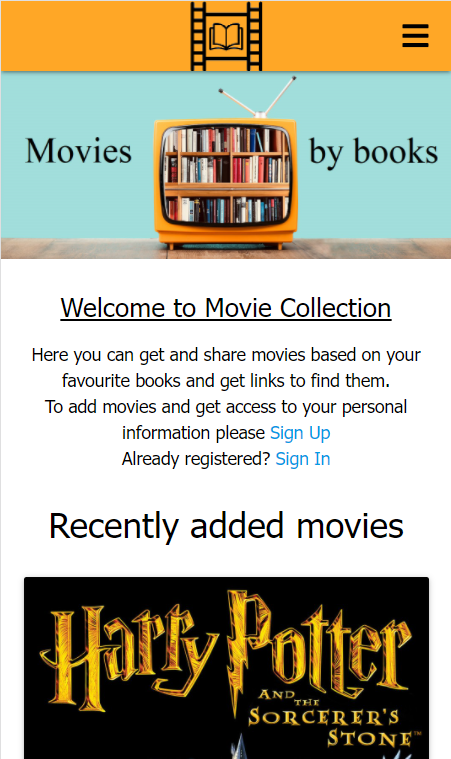 Movies by books
Welcome to Movie Collection
Here you can get and share movies based on your
favourite books and get links to find them.
To add movies and get access to your personal
information please Sign Up
Already registered? Sign In
Recently added movies
Harry Potter
AND
THE
SORCERER'S
STONE™